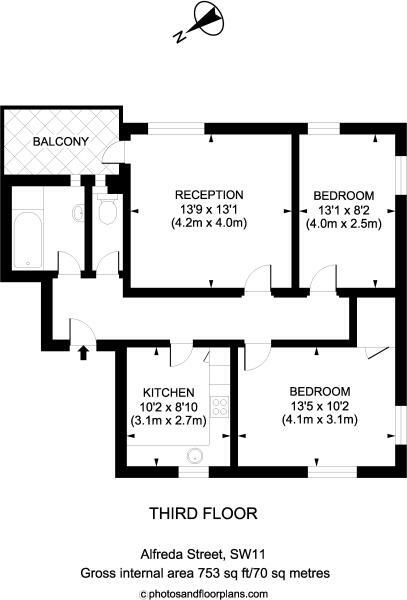 N
BALCONY
RECEPTION
13'9 x 13'1
(4.2m x 4.0m)
BEDROOM
13'1 x 8'2
(4.0m x 2.5m)
KITCHEN
10'2 x 8'10
(3.1m x 2.7m)
BEDROOM
13'5 x 10'2
(4.1m x 3.1m)
THIRD FLOOR
Alfreda Street, SW11
Gross internal area 753 sq ft/70 sq metres
c photosandfloorplans.com